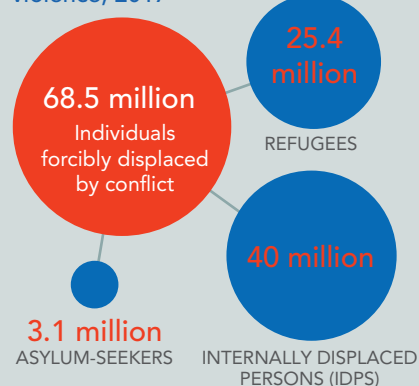 68.5 million
Individuals
forcibly displaced
by conflict
25.4
million
REFUGEES
40 million
INTERNALLY DISPLACED
PERSONS (IDPS)
3.1 million
ASYLUM-SEEKERS